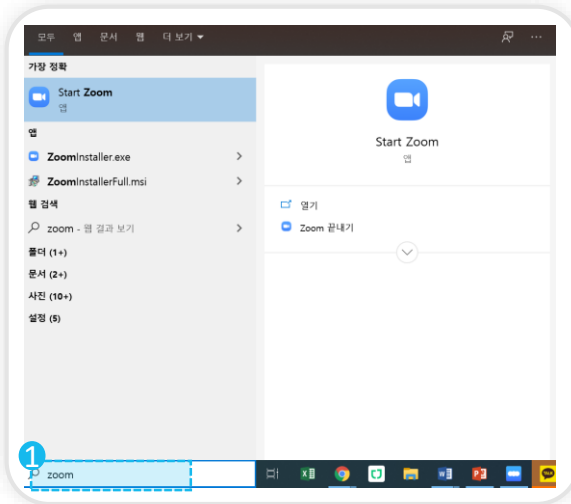 모두 앱 문서 웹 더 보기
가장 정확
Start Zoom
앱
앱
ZoomInstaller.exe
ZoomInstallerFull.msi
웹 검색
zoom - 웹 결과 보기
폴더 (1+)
문서 (2+)
사진 (10+)
설정 (5)
Start Zoom
앱
열기
Zoom 끝내기
1
zoom